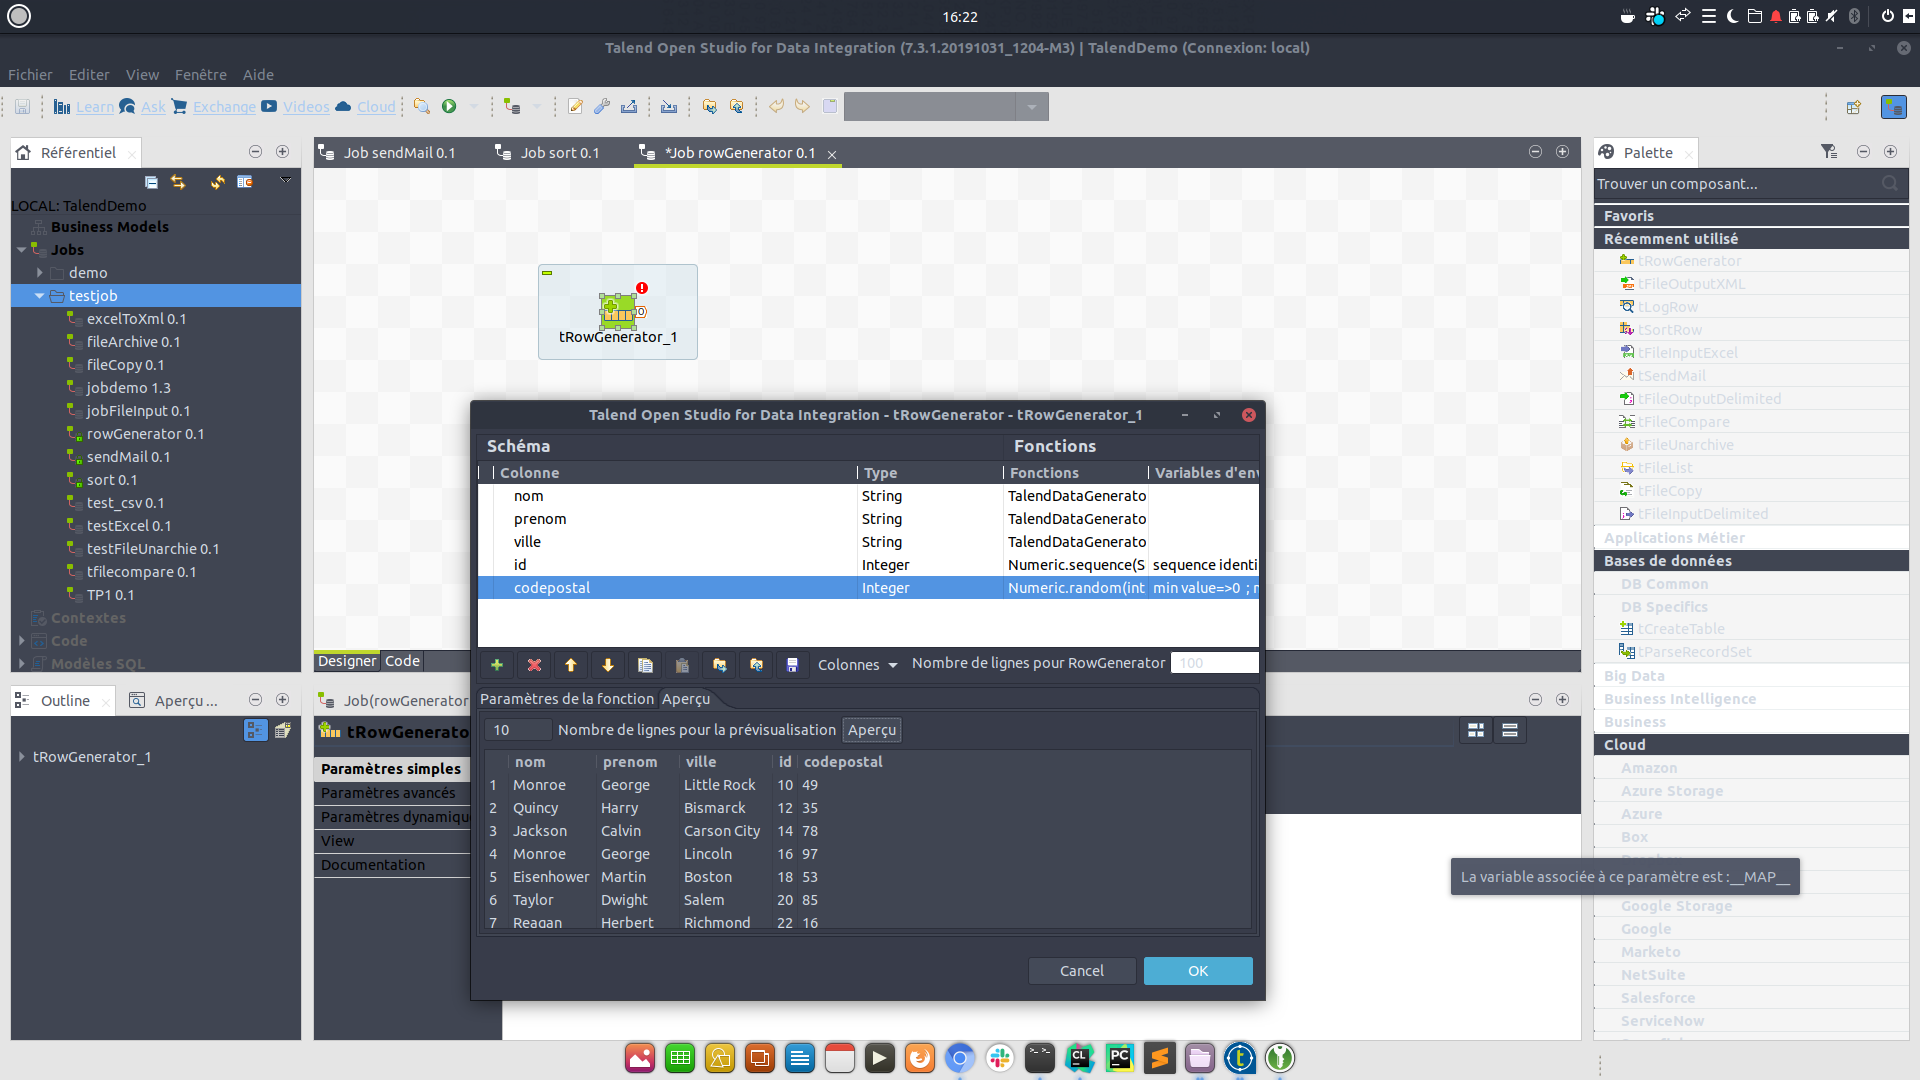 16:22
Talend Open Studio for Data Integration (7.3.1.20191031_1204-M3) | TalendDemo (Connexion: local)
Fichier Editer View Fenêtre Aide
Learn Ask Exchange Videos Cloud
Référentiel
LOCAL: TalendDemo
Business Models
Jobs
demo
testjob
excelToXml 0.1
fileArchive 0.1
fileCopy 0.1
jobdemo 1.3
jobFileInput 0.1
rowGenerator 0.1
sendMail 0.1
sort 0.1
test_csv 0.1
testExcel 0.1
testFileUnarchie 0.1
tfilecompare 0.1
TP1 0.1
Contextes
Code
Modèles SQL
Outline Aperçu ...
tRowGenerator_1
Job sendMail 0.1 Job sort 0.1 *Job rowGenerator 0.1
tRowGenerator_1
Designer Code
Job(rowGenerator
tRowGenerato
Paramètres simples
Paramètres avancés
Paramètres dynamiqu
View
Documentation
Talend Open Studio for Data Integration - tRowGenerator - tRowGenerator_1
Schéma Fonctions
Colonne Type Fonctions Variables d'env
nom String TalendDataGenerato
prenom String TalendDataGenerato
ville String TalendDataGenerato
id Integer Numeric.sequence(S sequence identi
codepostal Integer Numeric.random(int min value=>0 ; r
Colonnes Nombre de lignes pour RowGenerator 100
Paramètres de la fonction Aperçu
10 Nombre de lignes pour la prévisualisation Aperçu
nom prenom ville id codepostal
1 Monroe George Little Rock 10 49
2 Quincy Harry Bismarck 12 35
3 Jackson Calvin Carson City 14 78
4 Monroe George Lincoln 16 97
5 Eisenhower Martin Boston 18 53
6 Taylor Dwight Salem 20 85
7 Reagan Herbert Richmond 22 16
Cancel OK
Palette
Trouver un composant...
Favoris
Récemment utilisé
tRowGenerator
tFileOutputXML
tLogRow
tSortRow
tFileInputExcel
tSendMail
tFileOutputDelimited
tFileCompare
tFileUnarchive
tFileList
tFileCopy
tFileInputDelimited
Applications Métier
Bases de données
DB Common
DB Specifics
tCreateTable
tParseRecordSet
Big Data
Business Intelligence
Business
Cloud
Amazon
Azure Storage
Azure
Box
La variable associée à ce paramètre est :__MAP__
Google Storage
Google
Marketo
NetSuite
Salesforce
ServiceNow
CL
PC